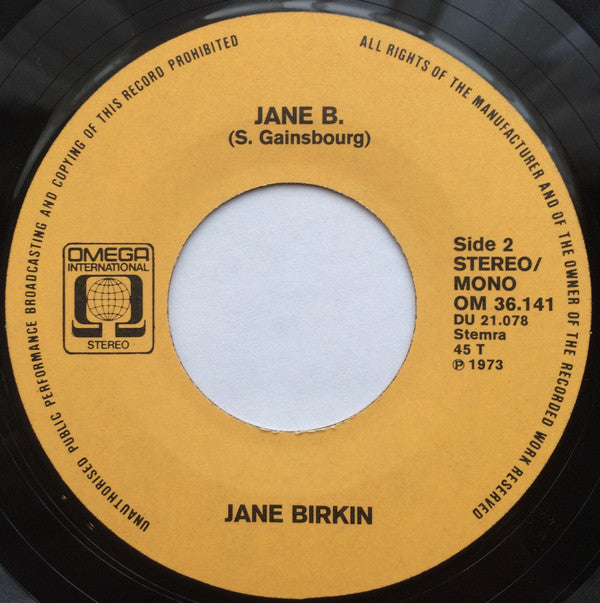 UNAUTHORISED PUBLIC PERFORMANCE BROADCASTING AND COPYING OF THIS RECORD PROHIBITED
ALL RIGHTS OF THE MANUFACTURER AND OF THE OWNER OF THE RECORDED WORK RESERVED
JANE B.
(S. Gainsbourg)
OMEGA
INTERNATIONAL
STEREO
Side 2
STEREO/
MONO
OM 36.141
DU 21.078
Stemra
45 T
℗ 1973
JANE BIRKIN